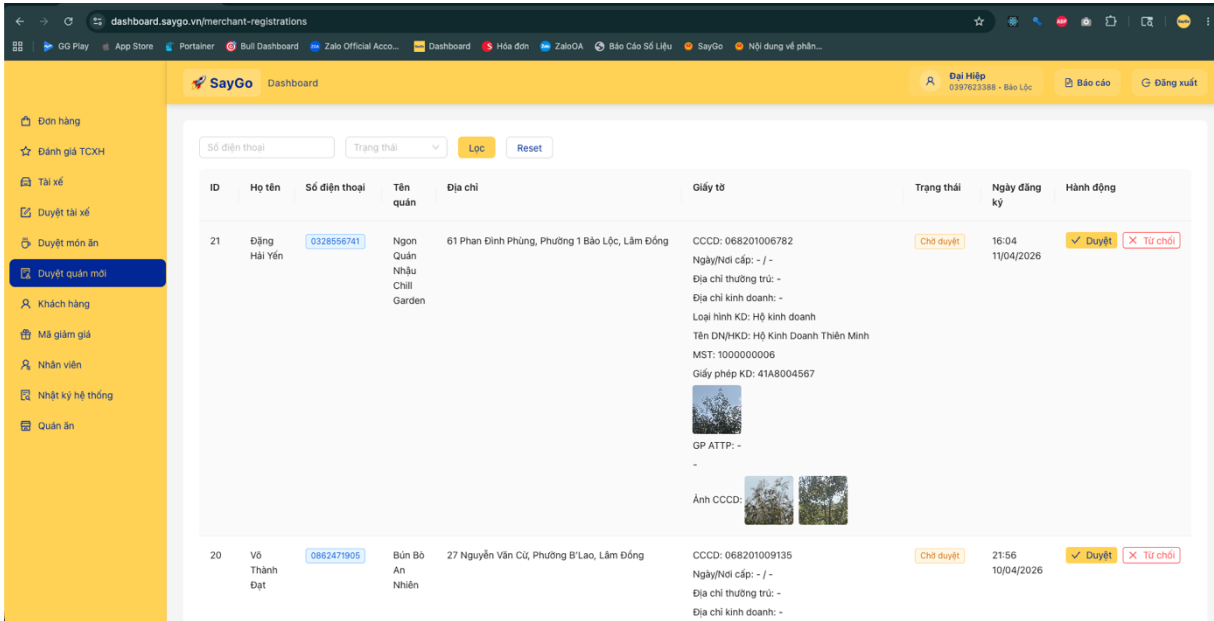 dashboard.saygo.vn/merchant-registrations
GG Play App Store Portainer Bull Dashboard Zalo Official Acco... Dashboard Hóa đơn ZaloOA Báo Cáo Số Liệu SayGo Nội dung về phần...
SayGo Dashboard
Đại Hiệp
0397623388 - Bảo Lộc
Báo cáo
Đăng xuất
Đơn hàng
Đánh giá TCXH
Tài xế
Duyệt tài xế
Duyệt món ăn
Duyệt quán mới
Khách hàng
Mã giảm giá
Nhân viên
Nhật ký hệ thống
Quán ăn
Số điện thoại Trạng thái Lọc Reset
ID Họ tên Số điện thoại Tên quán Địa chỉ Giấy tờ Trạng thái Ngày đăng ký Hành động
21
Đặng
Hải Yến
0328556741
Ngon
Quán
Nhậu
Chill
Garden
61 Phan Đình Phùng, Phường 1 Bảo Lộc, Lâm Đồng
CCCD: 068201006782
Ngày/Nơi cấp: - / -
Địa chỉ thường trú: -
Địa chỉ kinh doanh: -
Loại hình KD: Hộ kinh doanh
Tên DN/HKD: Hộ Kinh Doanh Thiên Minh
MST: 1000000006
Giấy phép KD: 41A8004567
GP ATTP: -
-
Ảnh CCCD:
Chờ duyệt
16:04
11/04/2026
Duyệt Từ chối
20
Võ
Thành
Đạt
0862471905
Bún Bò
An
Nhiên
27 Nguyễn Văn Cừ, Phường B'Lao, Lâm Đồng
CCCD: 068201009135
Ngày/Nơi cấp: - / -
Địa chỉ thường trú: -
Địa chỉ kinh doanh: -
Chờ duyệt
21:56
10/04/2026
Duyệt Từ chối